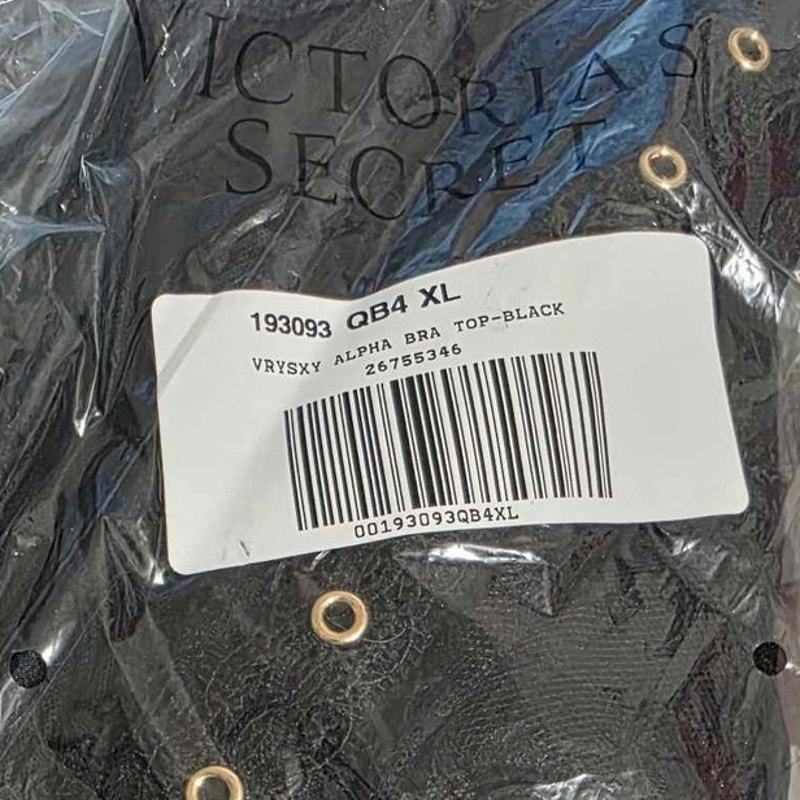 VICTORIA'S
SECRET
193093 QB4 XL
VRYSXY ALPHA BRA TOP-BLACK
26755346
00193093QB4XL